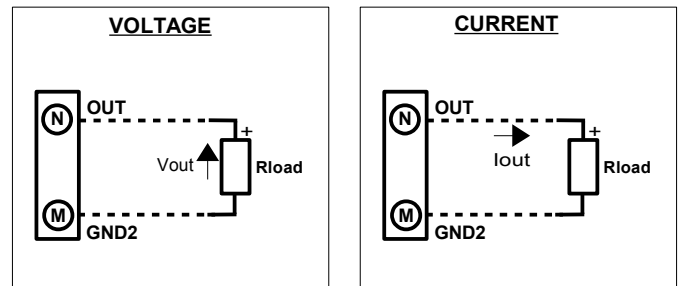 VOLTAGE
N
OUT
+
Vout
Rload
M
GND2
CURRENT
N
OUT
+
Iout
Rload
M
GND2